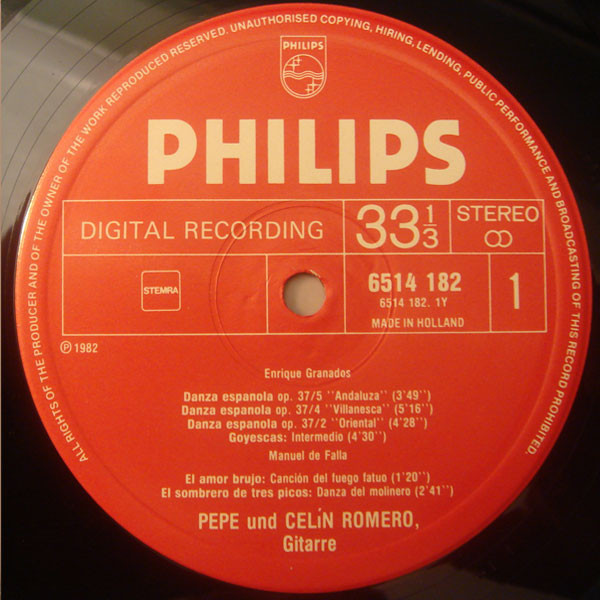 ALL RIGHTS OF THE PRODUCER AND OF THE OWNER OF THE WORK REPRODUCED RESERVED. UNAUTHORISED COPYING, HIRING, LENDING, PUBLIC PERFORMANCE AND BROADCASTING OF THIS RECORD PROHIBITED.
PHILIPS
PHILIPS
DIGITAL RECORDING
33 1/3
STEREO
STEMRA
6514 182
6514 182. 1Y
MADE IN HOLLAND
1
℗ 1982
Enrique Granados
Danza espanola op. 37/5 "Andaluza" (3'49")
Danza espanola op. 37/4 "Villanesca" (5'16")
Danza espanola op. 37/2 "Oriental" (4'28")
Goyescas: Intermedio (4'30")
Manuel de Falla
El amor brujo: Canción del fuego fatuo (1'20")
El sombrero de tres picos: Danza del molinero (2'41")
PEPE und CELÍN ROMERO,
Gitarre